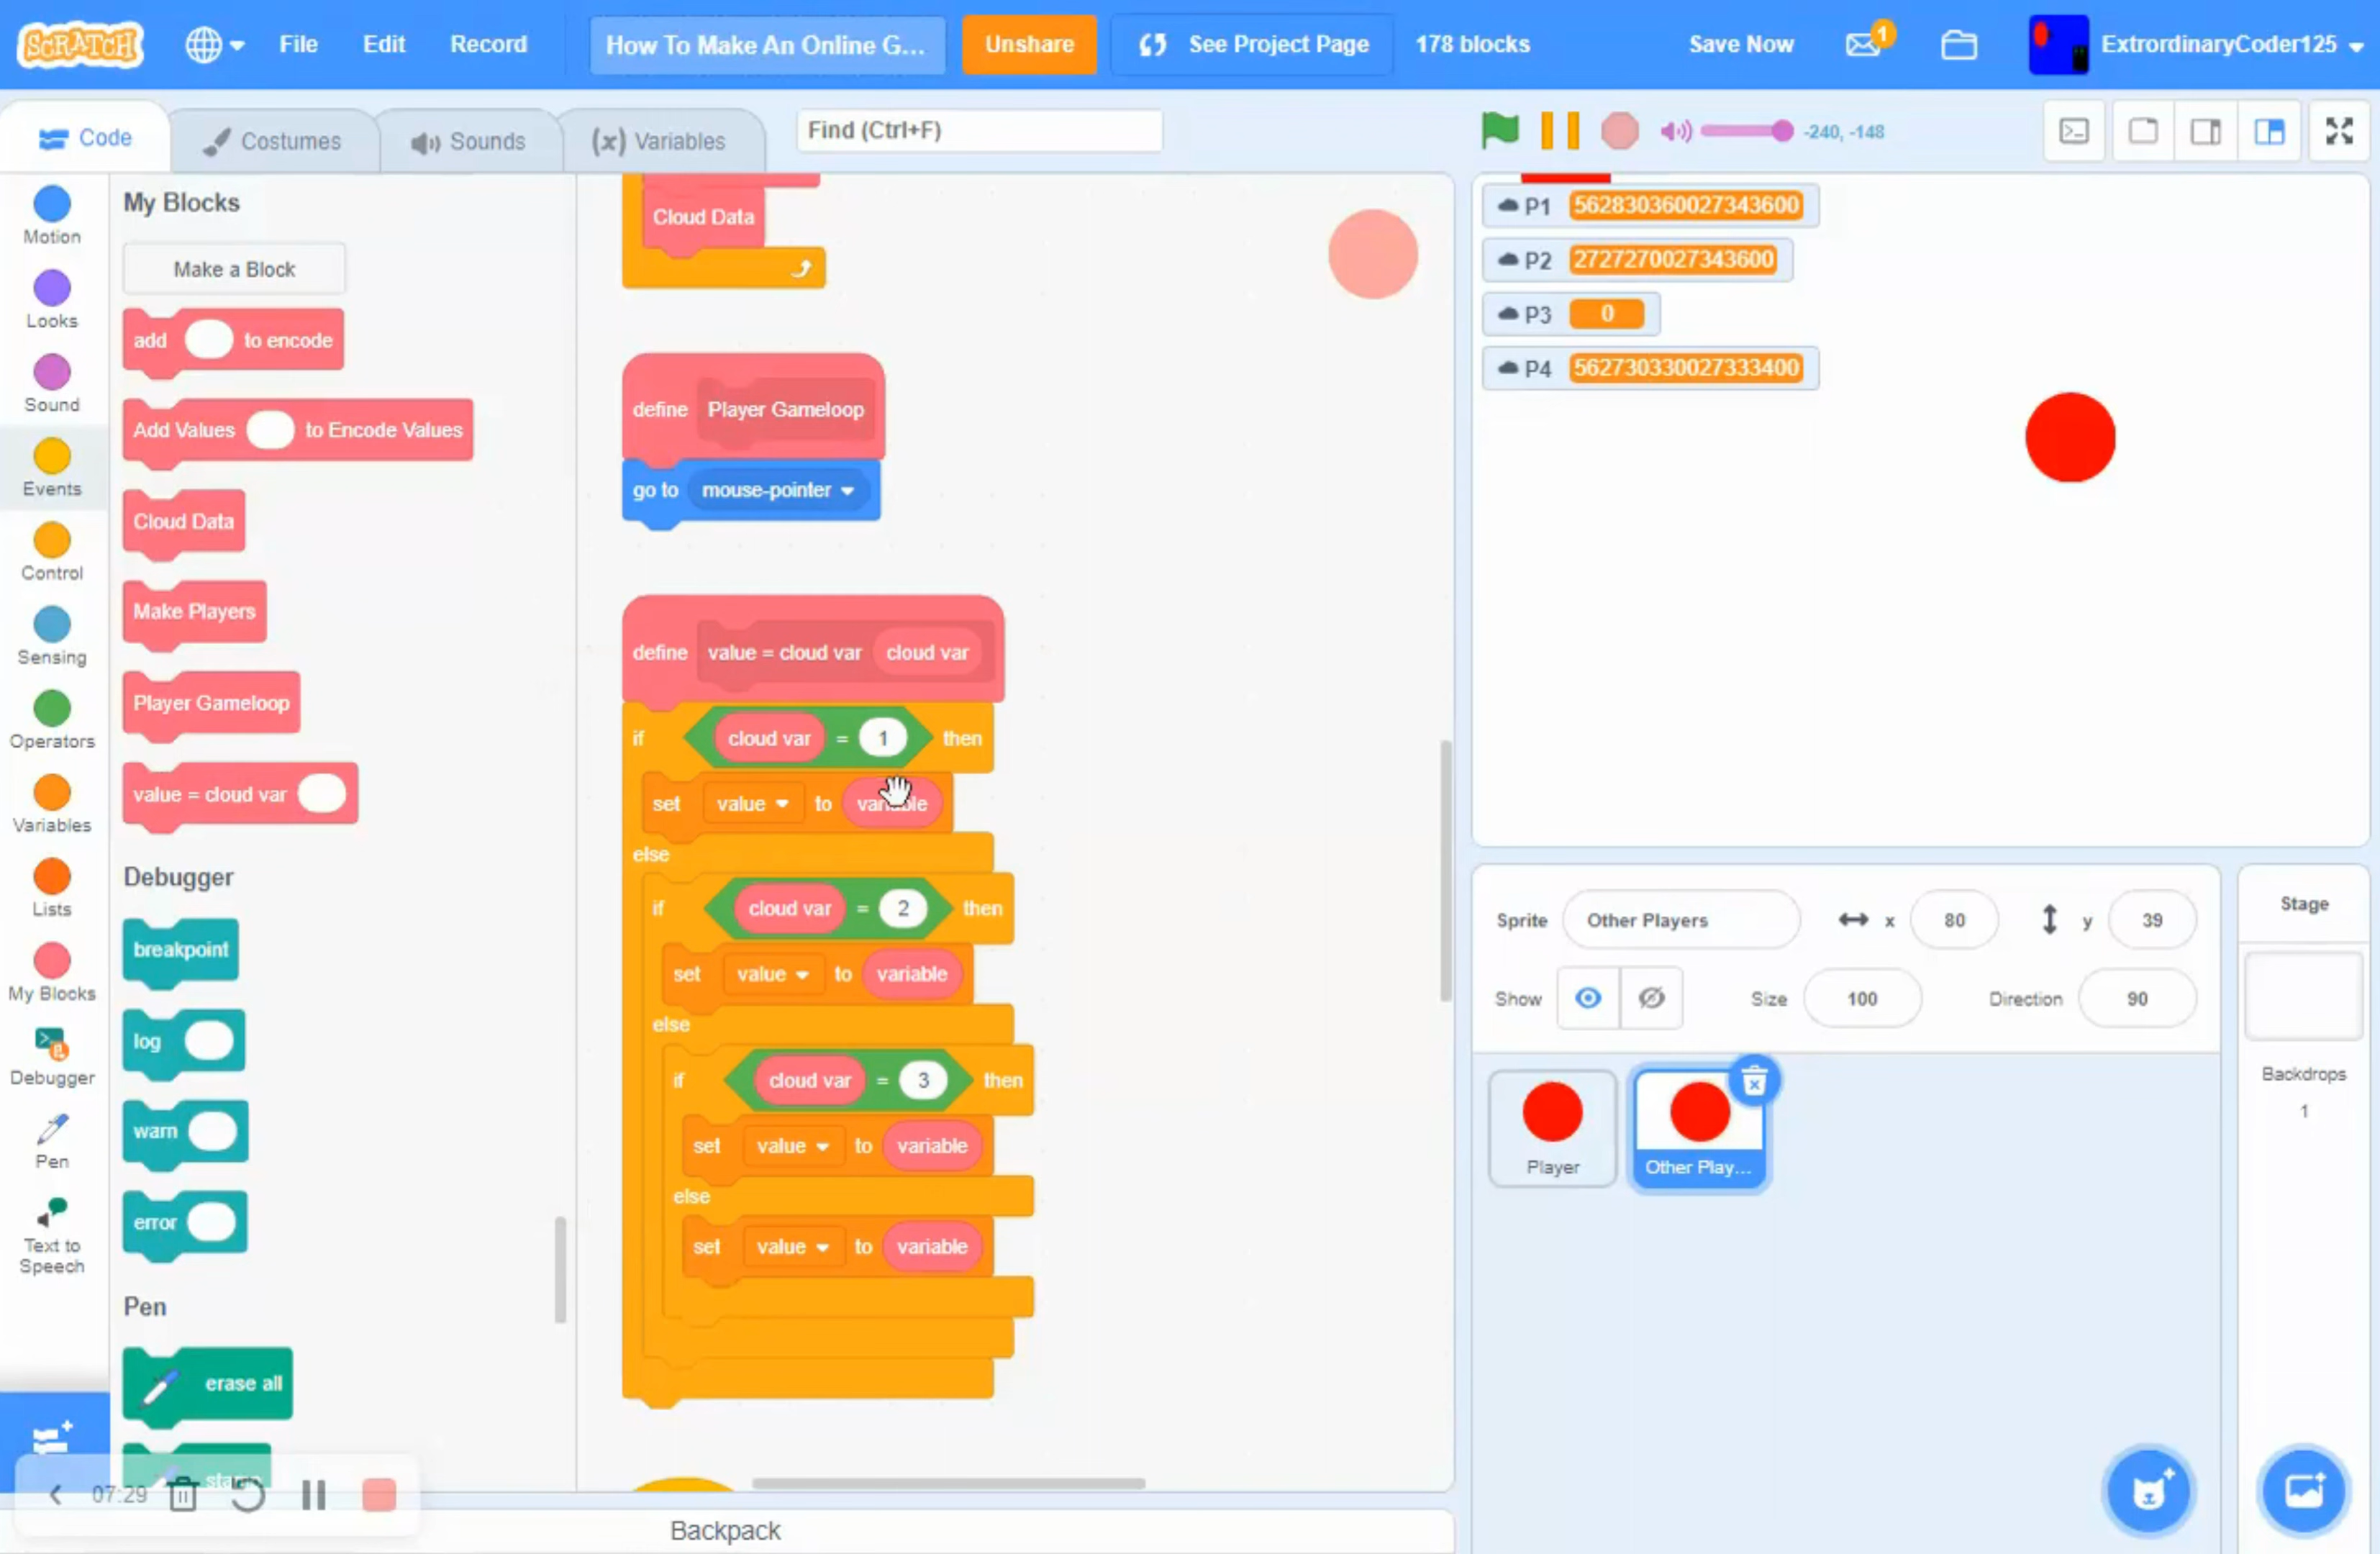 SCRATCH
File
Edit
Record
How To Make An Online G...
Unshare
See Project Page
178 blocks
Save Now
1
ExtrordinaryCoder125
Code
Costumes
Sounds
(x) Variables
Find (Ctrl+F)
-240, -148
Motion
Looks
Sound
Events
Control
Sensing
Operators
Variables
Lists
My Blocks
Debugger
Pen
Text to
Speech
My Blocks
Make a Block
add to encode
Add Values to Encode Values
Cloud Data
Make Players
Player Gameloop
value = cloud var
Debugger
breakpoint
log
warn
error
Pen
erase all
07:29
Cloud Data
define Player Gameloop
go to mouse-pointer
define value = cloud var cloud var
if cloud var = 1 then
set value to variable
else
if cloud var = 2 then
set value to variable
else
if cloud var = 3 then
set value to variable
else
set value to variable
Backpack
P1 562830360027343600
P2 2727270027343600
P3 0
P4 562730330027333400
Sprite Other Players x 80 y 39
Show Size 100 Direction 90
Player
Other Play...
Stage
Backdrops
1